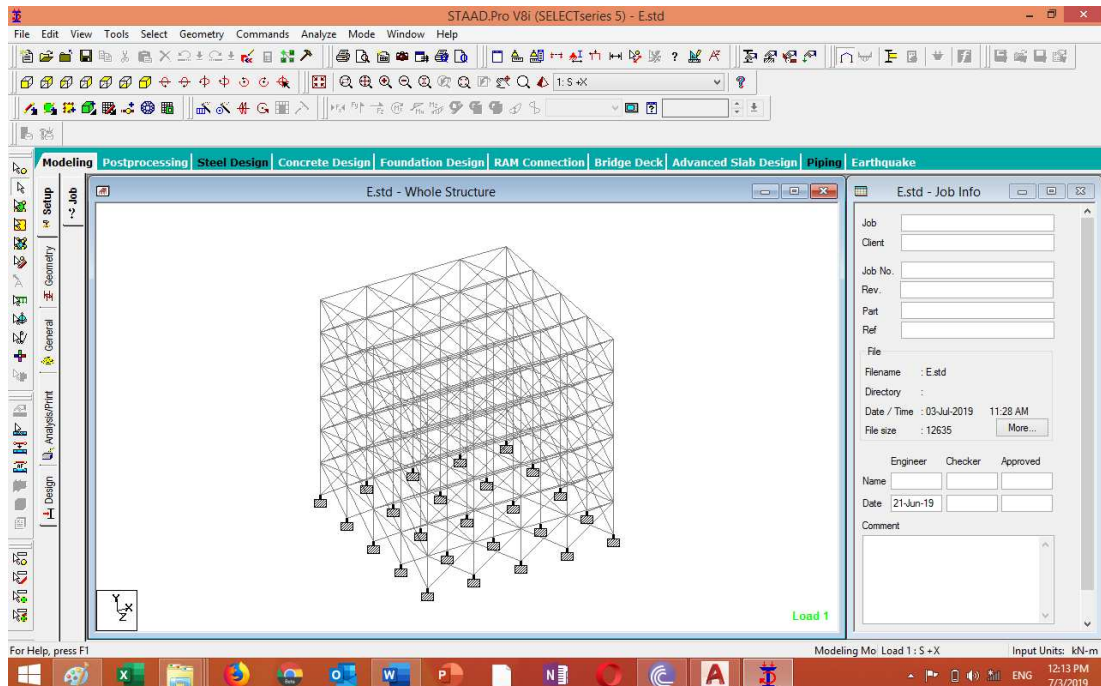 STAAD.Pro V8i (SELECTseries 5) - E.std
File Edit View Tools Select Geometry Commands Analyze Mode Window Help
1: S +X
Modeling Postprocessing Steel Design Concrete Design Foundation Design RAM Connection Bridge Deck Advanced Slab Design Piping Earthquake
Setup
Geometry
General
Analysis/Print
Design
Job
E.std - Whole Structure
Y
X
Z
Load 1
E.std - Job Info
Job
Client
Job No.
Rev.
Part
Ref
File
Filename : E.std
Directory :
Date / Time : 03-Jul-2019 11:28 AM
File size : 12635 More...
Engineer Checker Approved
Name
Date 21-Jun-19
Comment
For Help, press F1
Modeling Mo Load 1 : S +X Input Units: kN-m
ENG
12:13 PM
7/3/2019